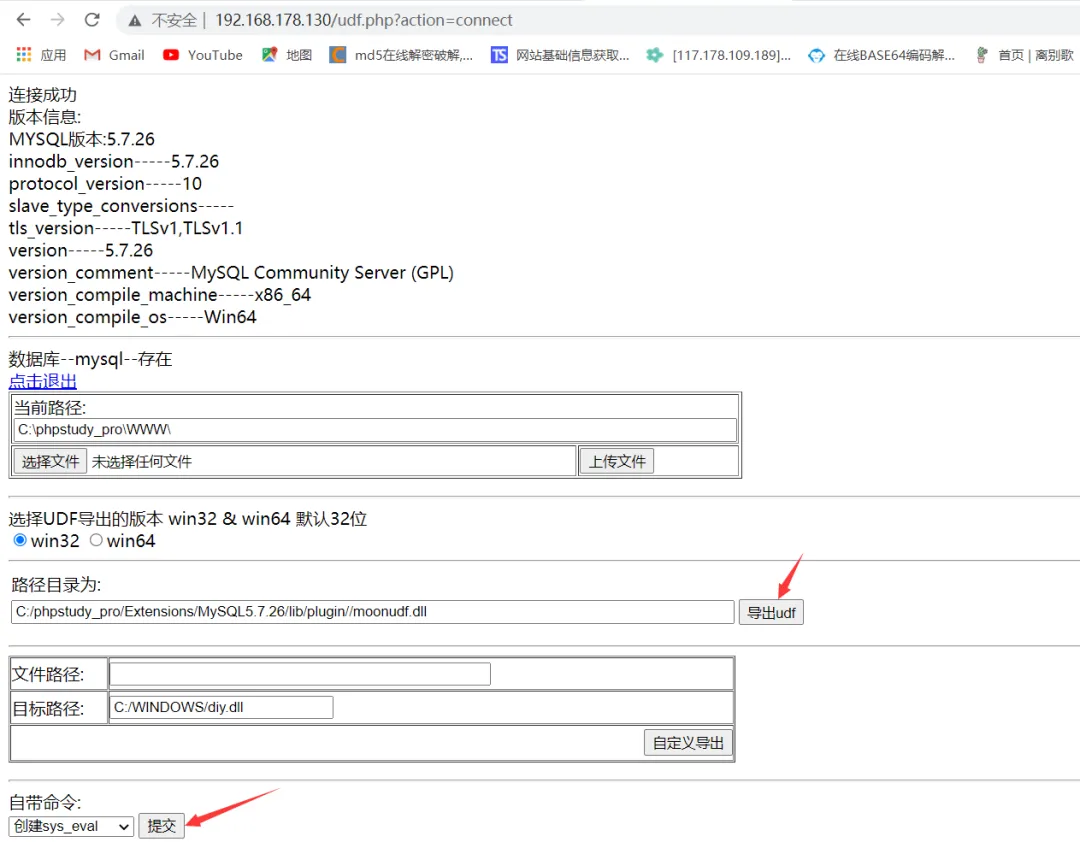 不安全 | 192.168.178.130/udf.php?action=connect
应用 Gmail YouTube 地图 md5在线解密破解,... TS 网站基础信息获取... [117.178.109.189]... 在线BASE64编码解... 首页 | 离别歌
连接成功
版本信息:
MYSQL版本:5.7.26
innodb_version-----5.7.26
protocol_version-----10
slave_type_conversions-----
tls_version-----TLSv1,TLSv1.1
version-----5.7.26
version_comment-----MySQL Community Server (GPL)
version_compile_machine-----x86_64
version_compile_os-----Win64
数据库--mysql--存在
点击退出
当前路径:
C:\phpstudy_pro\WWW\
选择文件 未选择任何文件 上传文件
选择UDF导出的版本 win32 & win64 默认32位
win32 win64
路径目录为:
C:/phpstudy_pro/Extensions/MySQL5.7.26/lib/plugin//moonudf.dll 导出udf
文件路径:
目标路径: C:/WINDOWS/diy.dll
自定义导出
自带命令:
创建sys_eval 提交